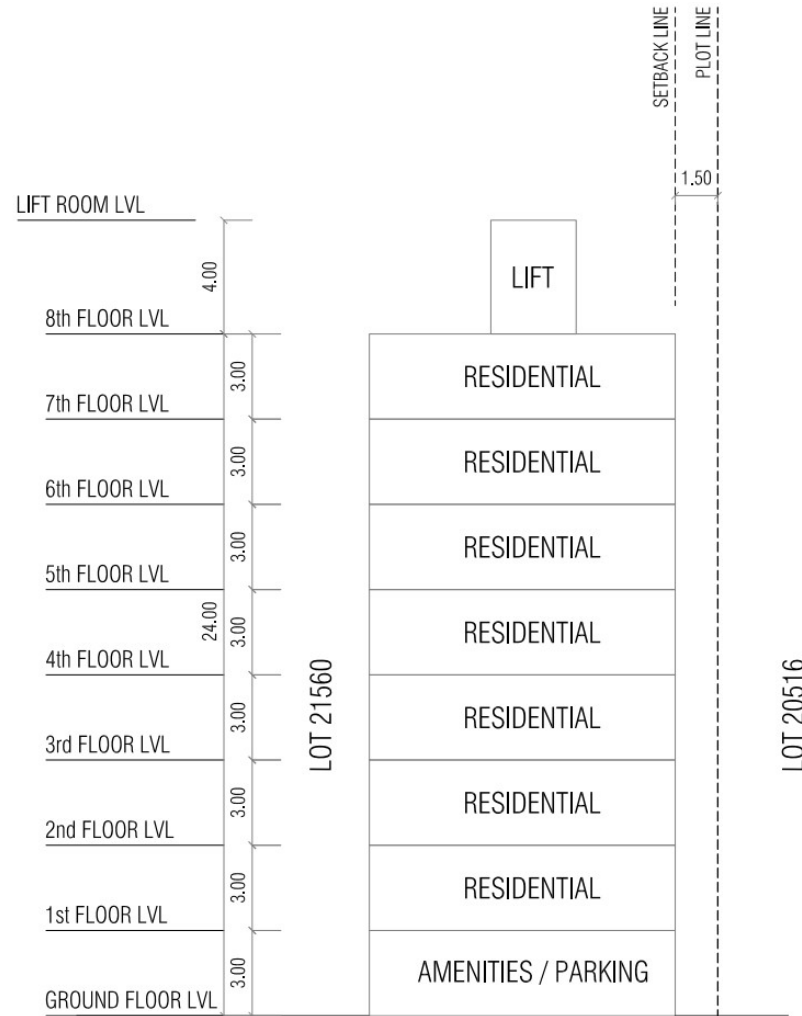 SETBACK LINE
PLOT LINE
1.50
LIFT ROOM LVL
4.00
LIFT
8th FLOOR LVL
3.00
RESIDENTIAL
7th FLOOR LVL
3.00
RESIDENTIAL
6th FLOOR LVL
3.00
RESIDENTIAL
5th FLOOR LVL
24.00
3.00
RESIDENTIAL
4th FLOOR LVL
LOT 21560
LOT 20516
3.00
RESIDENTIAL
3rd FLOOR LVL
3.00
RESIDENTIAL
2nd FLOOR LVL
3.00
RESIDENTIAL
1st FLOOR LVL
3.00
AMENITIES / PARKING
GROUND FLOOR LVL